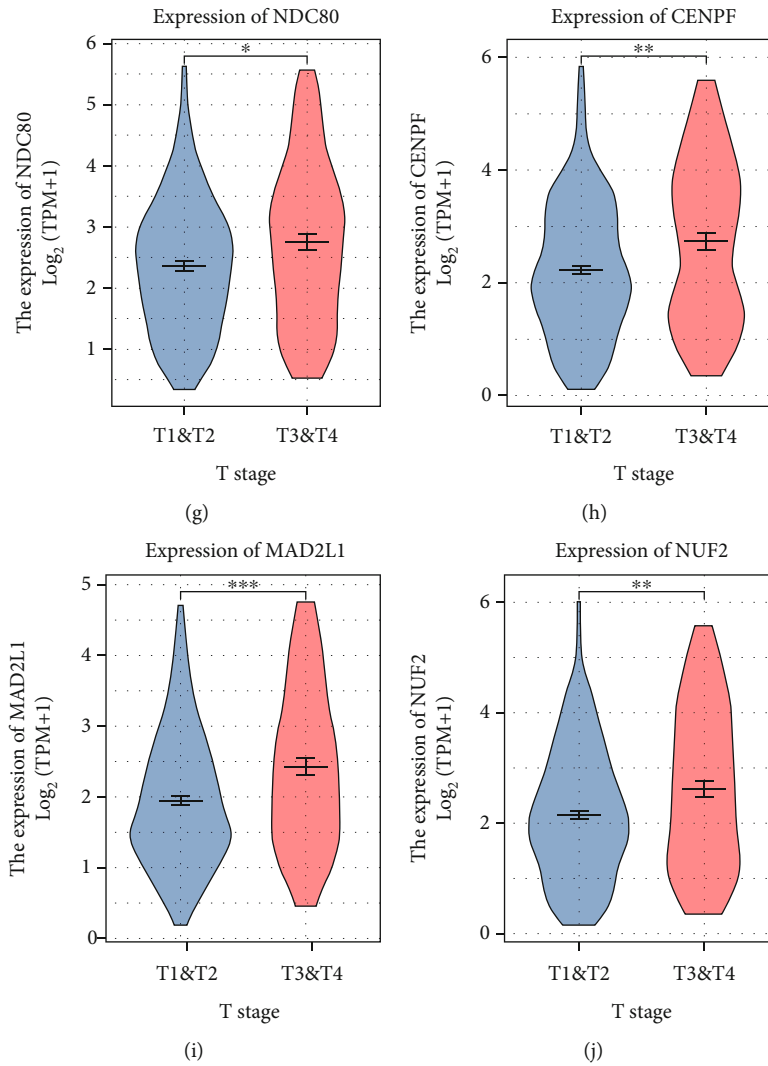 Expression of NDC80
*
The expression of NDC80
Log₂ (TPM+1)
6
5
4
3
2
1
T1&T2 T3&T4
T stage
(g)
Expression of CENPF
**
The expression of CENPF
Log₂ (TPM+1)
6
4
2
0
T1&T2 T3&T4
T stage
(h)
Expression of MAD2L1
***
The expression of MAD2L1
Log₂ (TPM+1)
5
4
3
2
1
0
T1&T2 T3&T4
T stage
(i)
Expression of NUF2
**
The expression of NUF2
Log₂ (TPM+1)
6
4
2
0
T1&T2 T3&T4
T stage
(j)